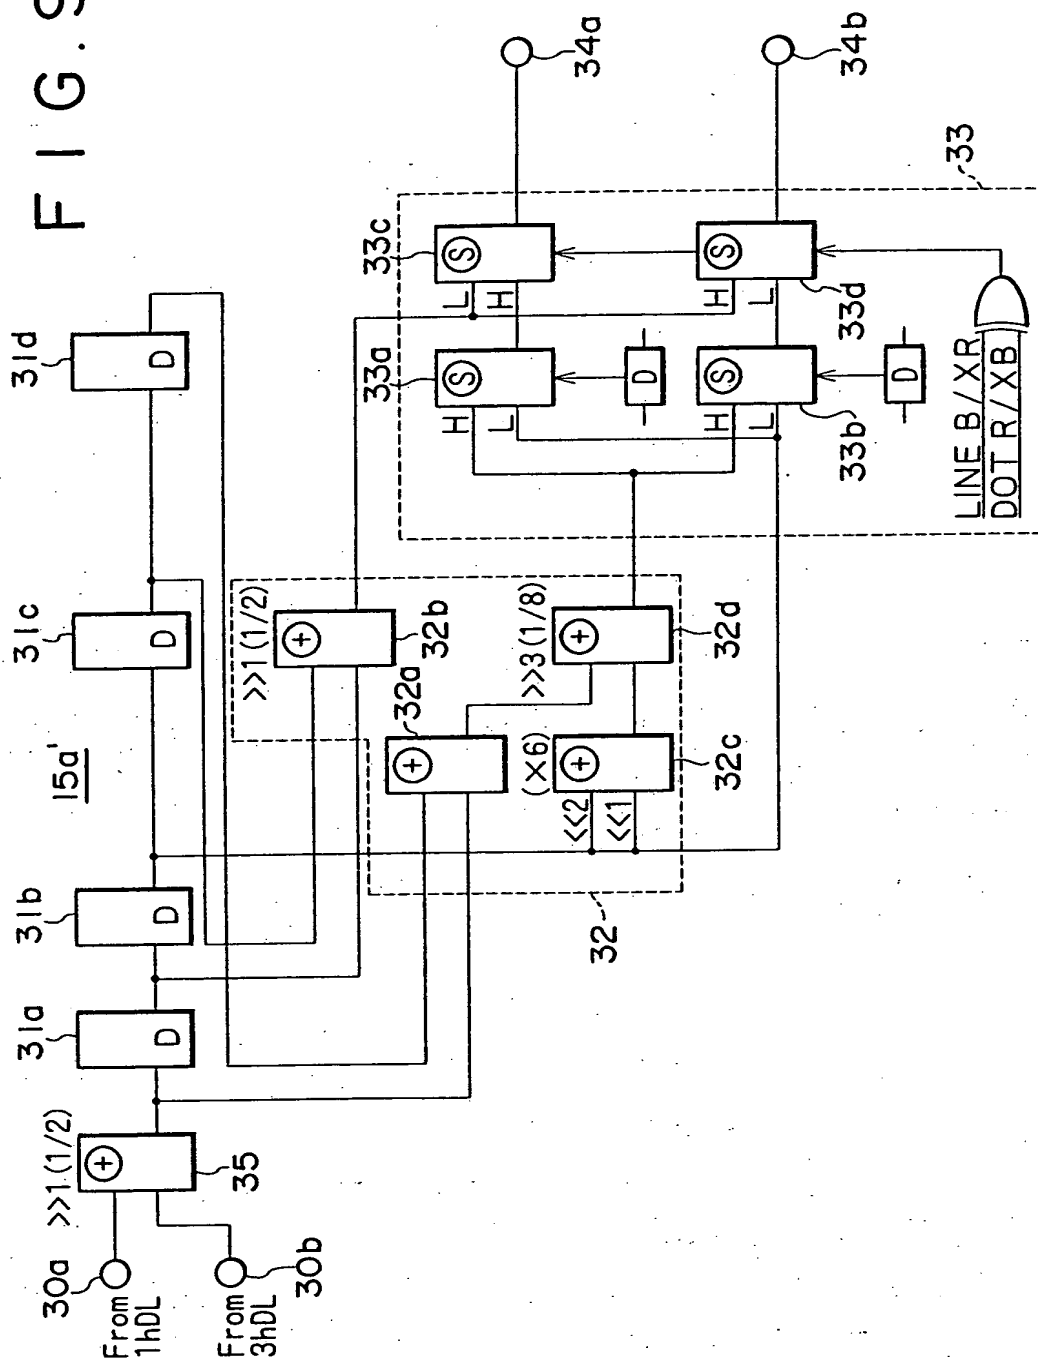 FIG. 9
15a'
31a
31b
31c
31d
D
D
D
D
30a
From
1hDL
From
3hDL
30b
>>1 (1/2)
+
35
>>1 (1/2)
+
32b
32a
+
>>3 (1/8)
+
32d
(×6)
+
32c
<<2
<<1
32
33a
33c
S
S
H
L
L
H
D
S
S
H
L
H
L
33b
33d
D
LINE B/XR
DOT R/XB
33
34a
34b